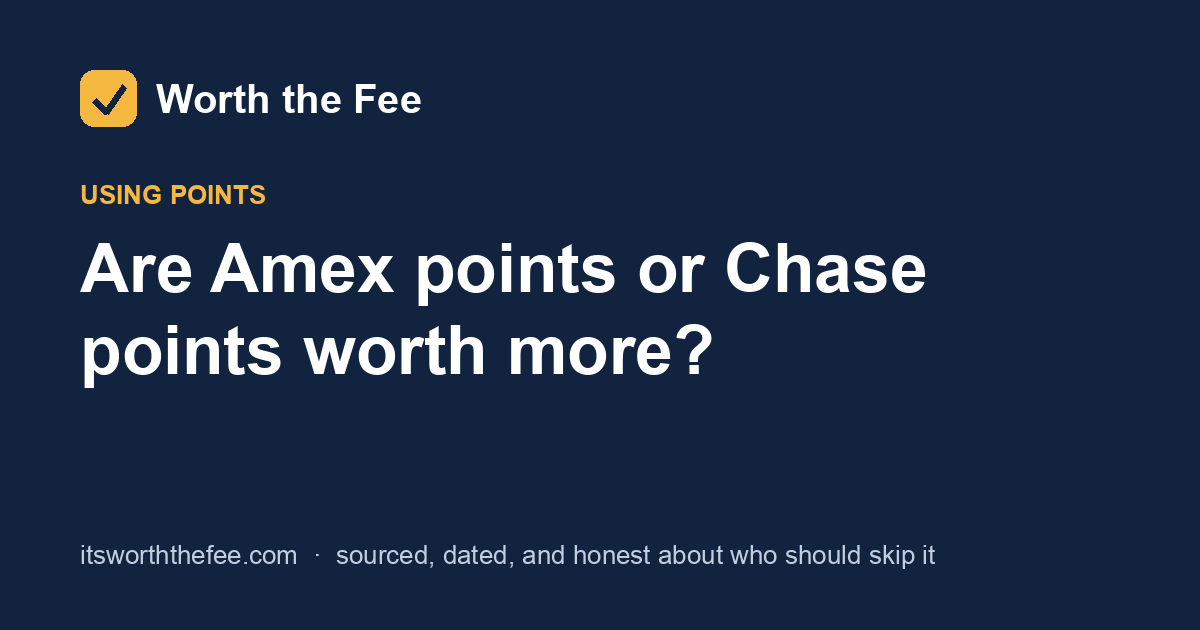 Worth the Fee
USING POINTS
Are Amex points or Chase
points worth more?
itsworththefee.com · sourced, dated, and honest about who should skip it